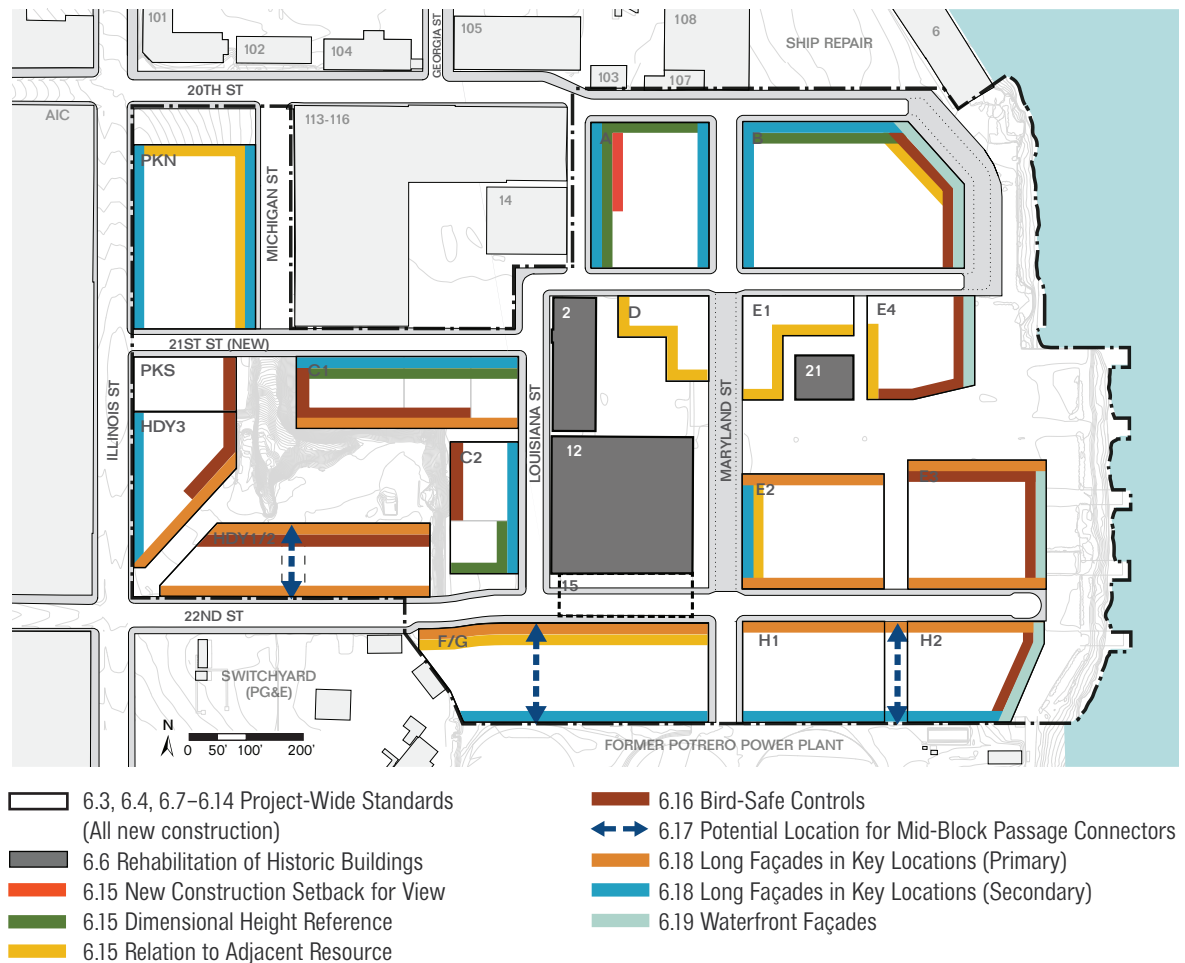 101
102
104
GEORGIA ST
105
108
103
107
SHIP REPAIR
6
20TH ST
AIC
113-116
14
PKN
MICHIGAN ST
A
B
21ST ST (NEW)
2
D
E1
E4
21
PKS
C1
HDY3
ILLINOIS ST
LOUISIANA ST
MARYLAND ST
12
C2
E2
HDY1/2
15
22ND ST
F/G
H1
H2
SWITCHYARD
(PG&E)
N
0 50' 100' 200'
FORMER POTRERO POWER PLANT
6.3, 6.4, 6.7–6.14 Project-Wide Standards
(All new construction)
6.6 Rehabilitation of Historic Buildings
6.15 New Construction Setback for View
6.15 Dimensional Height Reference
6.15 Relation to Adjacent Resource
6.16 Bird-Safe Controls
6.17 Potential Location for Mid-Block Passage Connectors
6.18 Long Façades in Key Locations (Primary)
6.18 Long Façades in Key Locations (Secondary)
6.19 Waterfront Façades